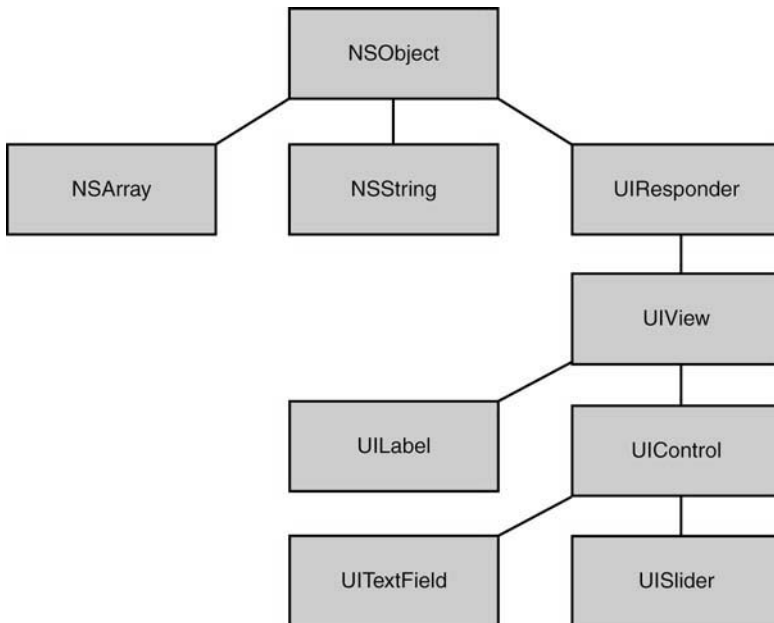 NSObject
NSArray
NSString
UIResponder
UIView
UILabel
UIControl
UITextField
UISlider